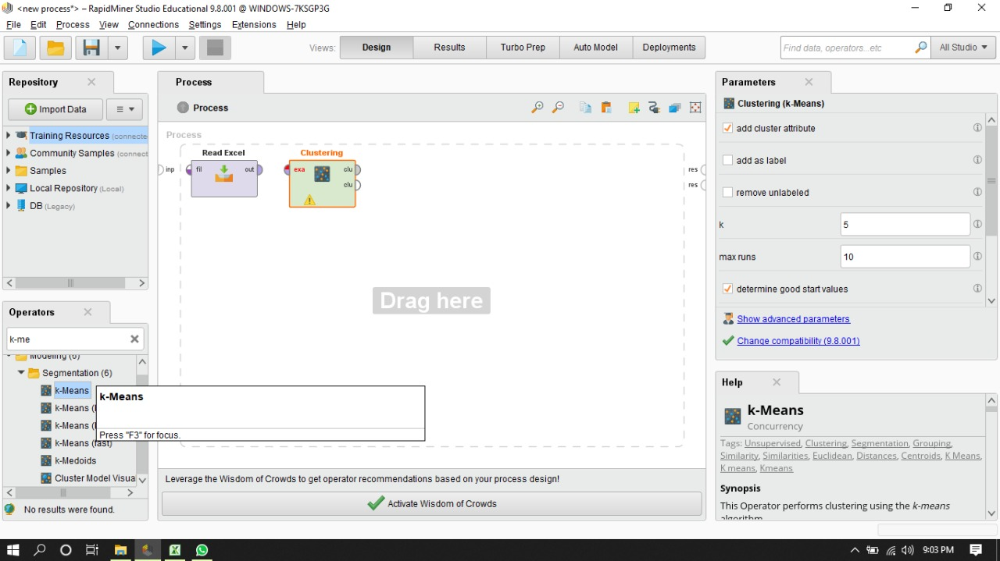 <new process*> – RapidMiner Studio Educational 9.8.001 @ WINDOWS-7KSGP3G
File Edit Process View Connections Settings Extensions Help
Views: Design Results Turbo Prep Auto Model Deployments Find data, operators...etc All Studio
Repository
Import Data
Training Resources (connecte
Community Samples (connect
Samples
Local Repository (Local)
DB (Legacy)
Operators
k-me
Modeling (6)
Segmentation (6)
k-Means
k-Means (
k-Means (
k-Means (fast)
k-Medoids
Cluster Model Visua
No results were found.
k-Means
Press "F3" for focus.
Process
Process
Process
Read Excel
Clustering
inp
fil
out
exa
clu
clu
res
res
Drag here
Leverage the Wisdom of Crowds to get operator recommendations based on your process design!
Activate Wisdom of Crowds
Parameters
Clustering (k-Means)
add cluster attribute
add as label
remove unlabeled
k 5
max runs 10
determine good start values
Show advanced parameters
Change compatibility (9.8.001)
Help
k-Means
Concurrency
Tags: Unsupervised, Clustering, Segmentation, Grouping,
Similarity, Similarities, Euclidean, Distances, Centroids, K Means,
K means, Kmeans
Synopsis
This Operator performs clustering using the k-means
algorithm
9:03 PM